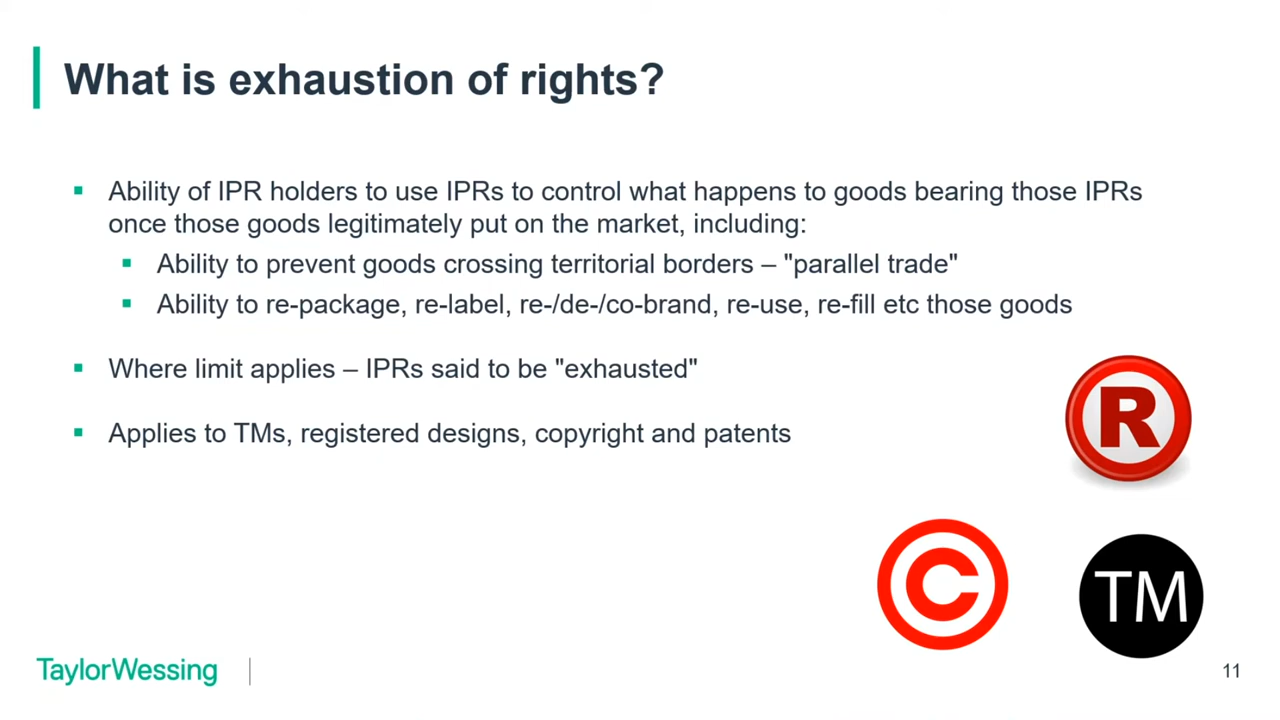 What is exhaustion of rights?
Ability of IPR holders to use IPRs to control what happens to goods bearing those IPRs
once those goods legitimately put on the market, including:
Ability to prevent goods crossing territorial borders – "parallel trade"
Ability to re-package, re-label, re-/de-/co-brand, re-use, re-fill etc those goods
Where limit applies – IPRs said to be "exhausted"
Applies to TMs, registered designs, copyright and patents
R
C
TM
TaylorWessing
11